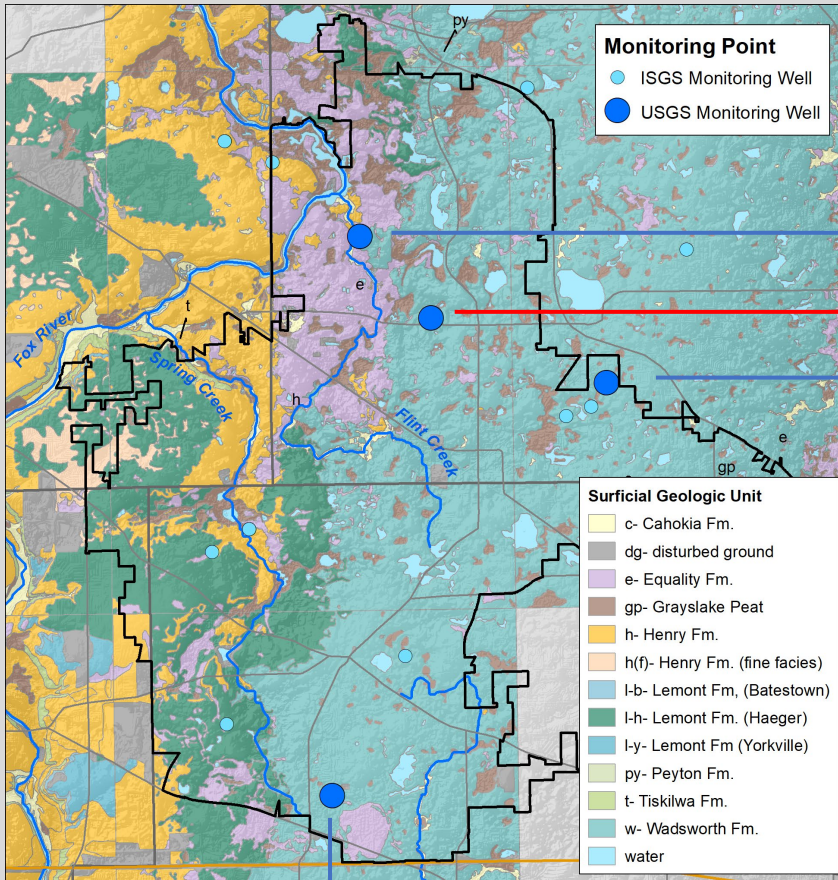 py
Monitoring Point
ISGS Monitoring Well
USGS Monitoring Well
e
t
Fox River
Spring Creek
h
Flint Creek
e
gp
Surficial Geologic Unit
c- Cahokia Fm.
dg- disturbed ground
e- Equality Fm.
gp- Grayslake Peat
h- Henry Fm.
h(f)- Henry Fm. (fine facies)
l-b- Lemont Fm, (Batestown)
l-h- Lemont Fm. (Haeger)
l-y- Lemont Fm (Yorkville)
py- Peyton Fm.
t- Tiskilwa Fm.
w- Wadsworth Fm.
water